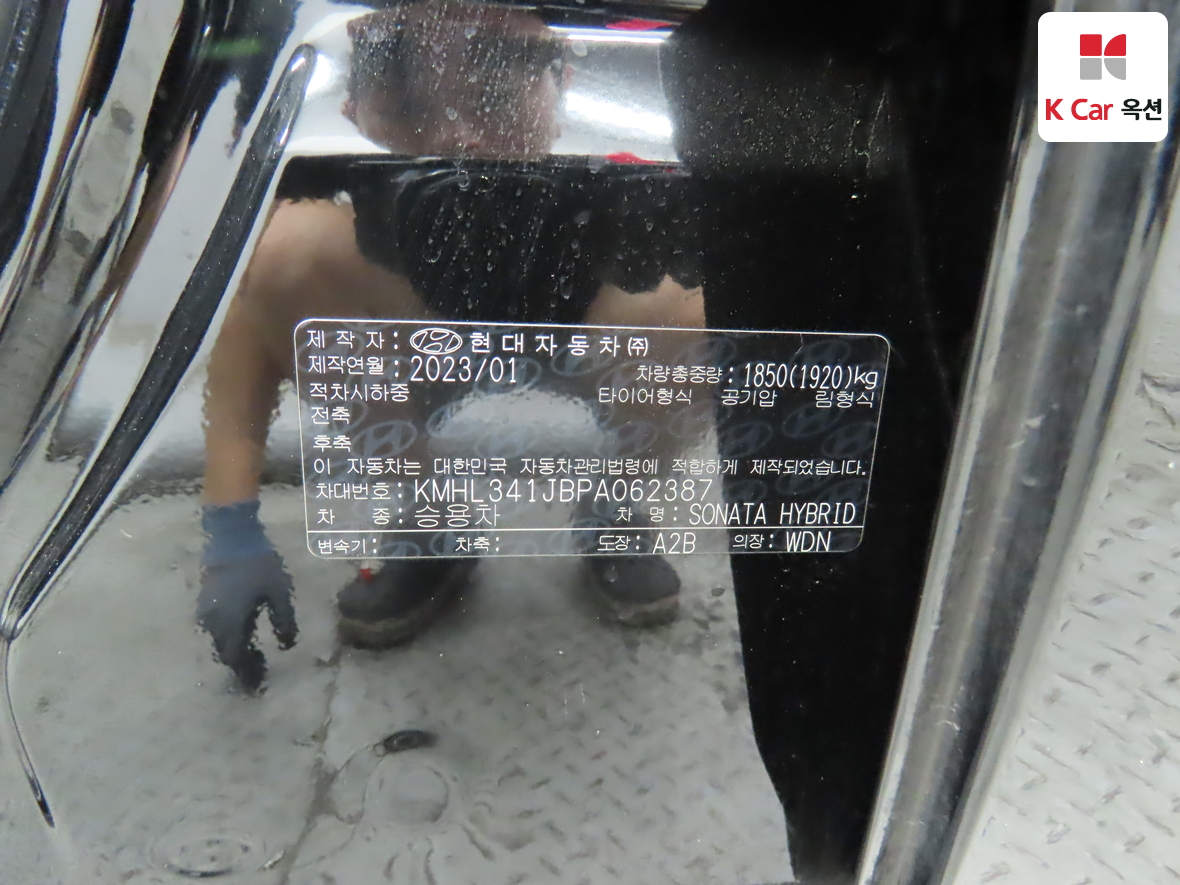 K Car 옥션
제 작 자 : 현 대 자 동 차 ㈜
제작연월 : 2023/01 차량총중량 : 1850(1920)kg
적차시하중 타이어형식 공기압 림형식
전축
후축
이 자동차는 대한민국 자동차관리법령에 적합하게 제작되었습니다.
차대번호 : KMHL341JBPA062387
차 종 : 승용차 차 명 : SONATA HYBRID
변속기 : 차축 : 도장 : A2B 의장 : WDN